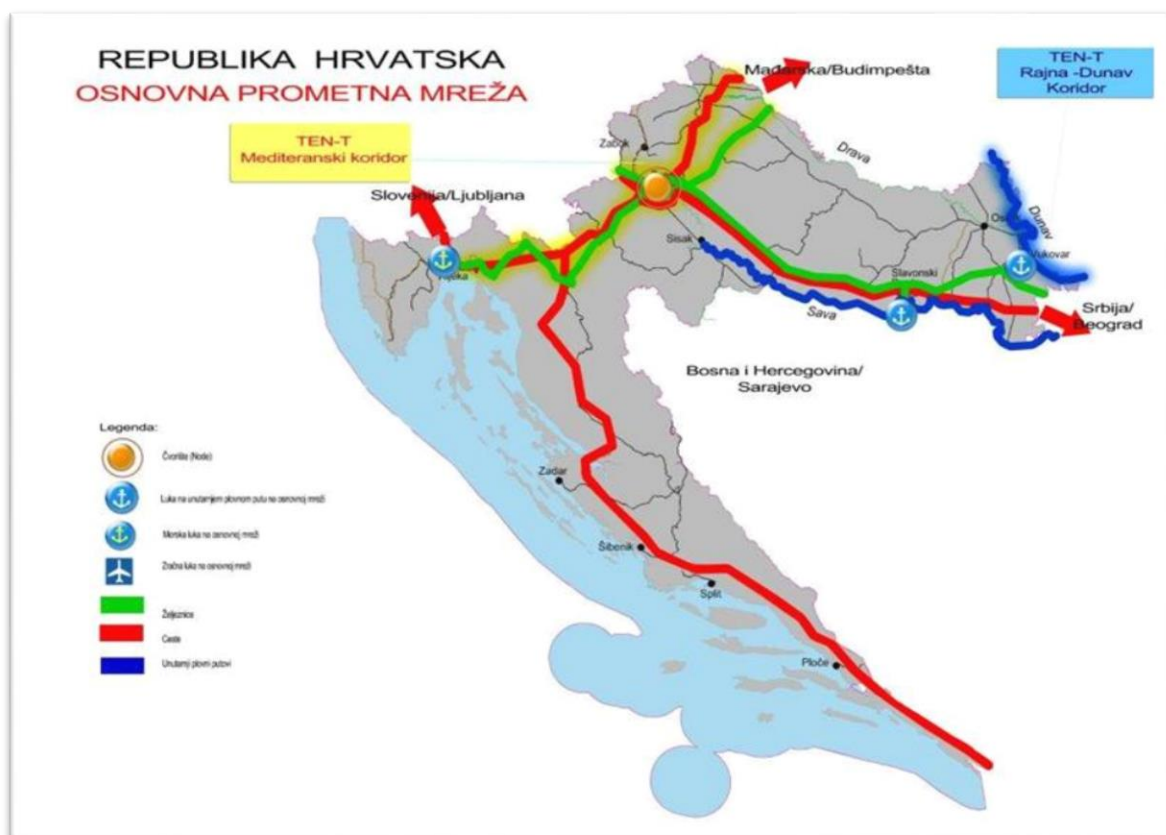 REPUBLIKA HRVATSKA
OSNOVNA PROMETNA MREŽA
TEN-T
Mediteranski koridor
Mađarska/Budimpešta
TEN-T
Rajna -Dunav
Koridor
Zabok
Drava
Slovenija/Ljubljana
Dunav
Os
Sisak
Vukovar
Slavonski
Sava
Srbija/
Beograd
Bosna i Hercegovina/
Sarajevo
Legenda:
Čvorište (Node)
Luka na unutarnjem plovnom putu na osnovnoj mreži
Morska luka na osnovnoj mreži
Zračna luka na osnovnoj mreži
Željeznice
Ceste
Unutarnji plovni putovi
Zadar
Šibenik
Split
Ploče